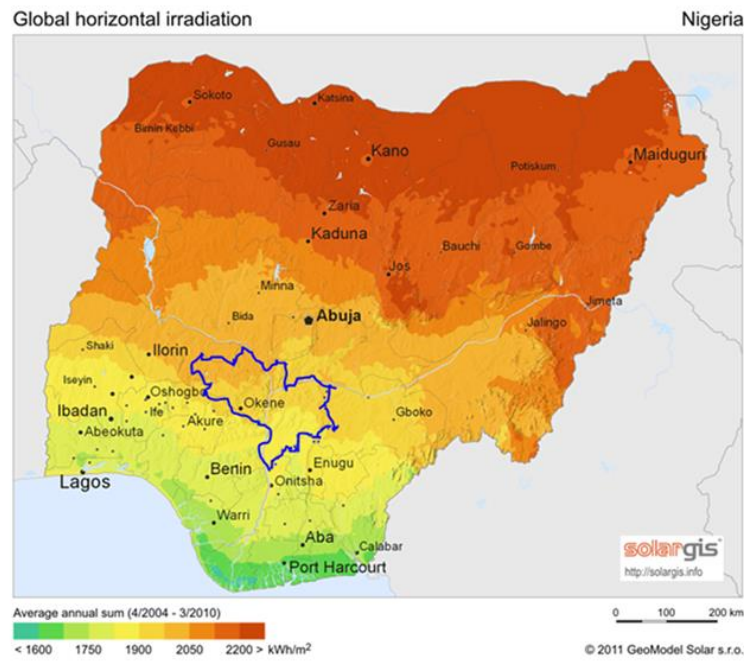 Global horizontal irradiation
Nigeria
Sokoto
Katsina
Birnin Kebbi
Gusau
Kano
Potiskum
Maiduguri
Zaria
Kaduna
Bauchi
Gombe
Jos
Minna
Jimeta
Bida
Abuja
Jalingo
Shaki
Ilorin
Iseyin
Oshogbo
Okene
Ibadan
Ife
Gboko
Akure
Abeokuta
Benin
Enugu
Lagos
Onitsha
Warri
Aba
Calabar
Port Harcourt
solargis
http://solargis.info
Average annual sum (4/2004 - 3/2010)
0 100 200 km
< 1600 1750 1900 2050 2200 > kWh/m²
© 2011 GeoModel Solar s.r.o.